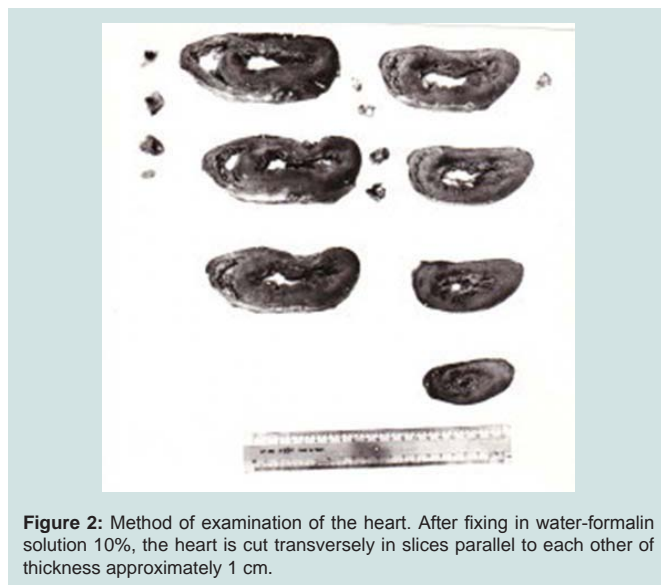 Figure 2: Method of examination of the heart. After fixing in water-formalin
solution 10%, the heart is cut transversely in slices parallel to each other of
thickness approximately 1 cm.